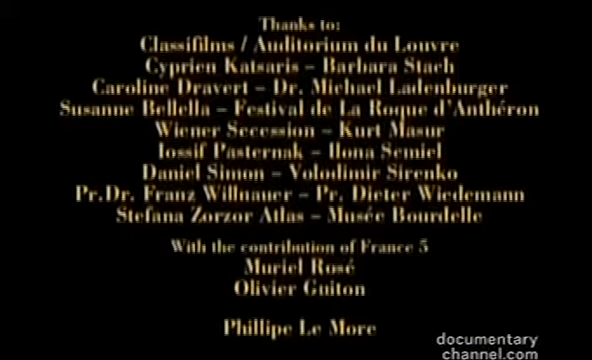 Thanks to:
Classifilms / Auditorium du Louvre
Cyprien Katsaris – Barbara Stach
Caroline Dravert – Dr. Michael Ladenburger
Susanne Bellella – Festival de La Roque d'Anthéron
Wiener Secession – Kurt Masur
Iossif Pasternak – Ilona Semiel
Daniel Simon – Volodimir Sirenko
Pr.Dr. Franz Willnauer – Pr. Dieter Wiedemann
Stefana Zorzor Atlas – Musée Bourdelle
With the contribution of France 5
Muriel Rosé
Olivier Guiton
Phillipe Le More
documentary
channel.com